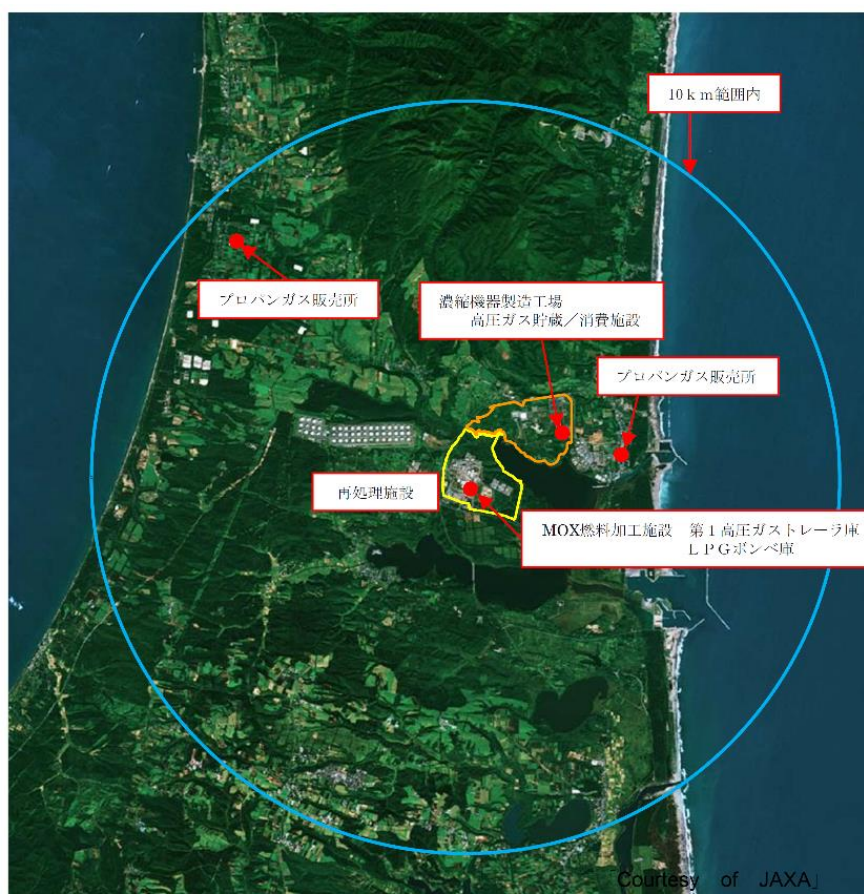 10ｋｍ範囲内
プロパンガス販売所
濃縮機器製造工場
高圧ガス貯蔵／消費施設
プロパンガス販売所
再処理施設
MOX燃料加工施設　第１高圧ガストレーラ庫
ＬＰＧボンベ庫
Courtesy of JAXA」